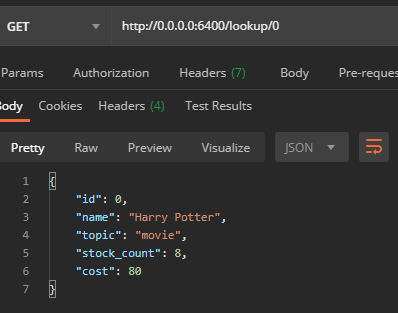 GET http://0.0.0.0:6400/lookup/0
Params Authorization Headers (7) Body Pre-reques
Body Cookies Headers (4) Test Results
Pretty Raw Preview Visualize JSON
1 {
2 "id": 0,
3 "name": "Harry Potter",
4 "topic": "movie",
5 "stock_count": 8,
6 "cost": 80
7 }